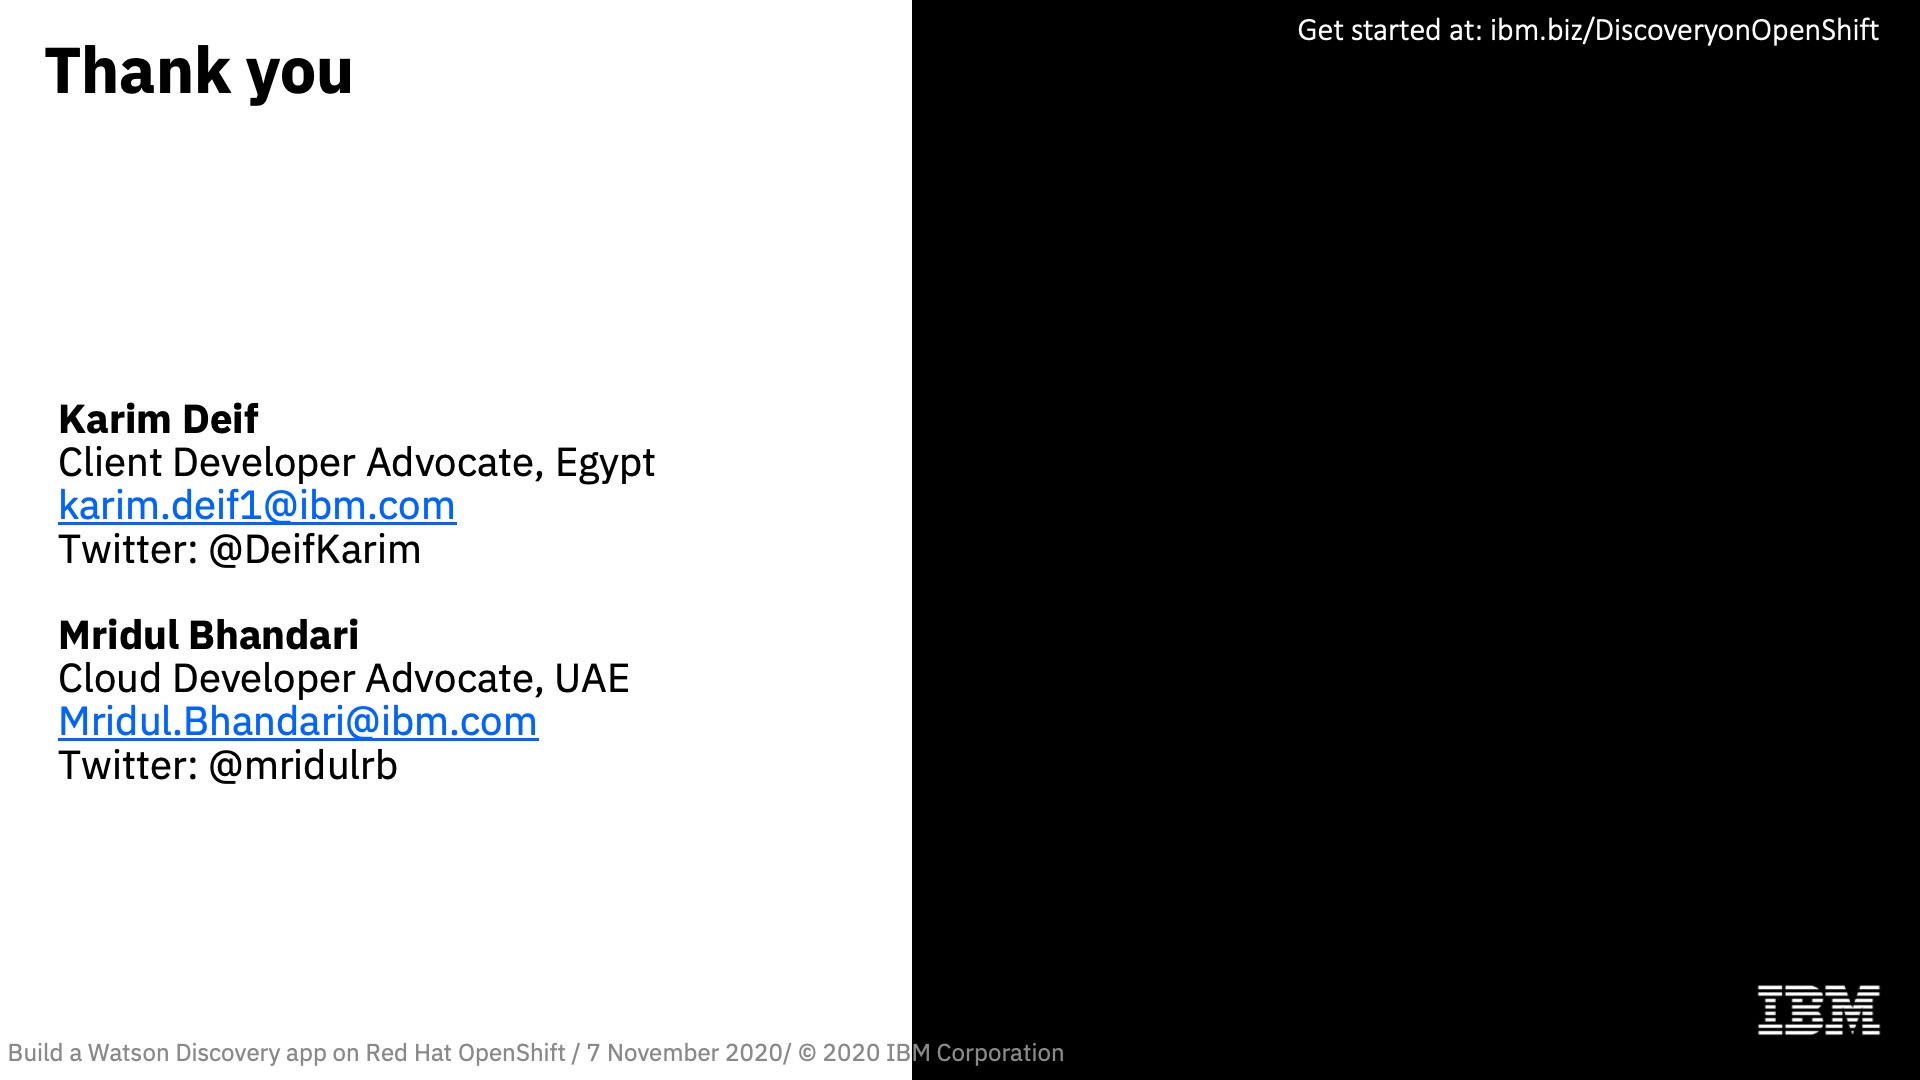 Thank you
Get started at: ibm.biz/DiscoveryonOpenShift
Karim Deif
Client Developer Advocate, Egypt
karim.deif1@ibm.com
Twitter: @DeifKarim
Mridul Bhandari
Cloud Developer Advocate, UAE
Mridul.Bhandari@ibm.com
Twitter: @mridulrb
IBM
Build a Watson Discovery app on Red Hat OpenShift / 7 November 2020/ © 2020 IBM Corporation